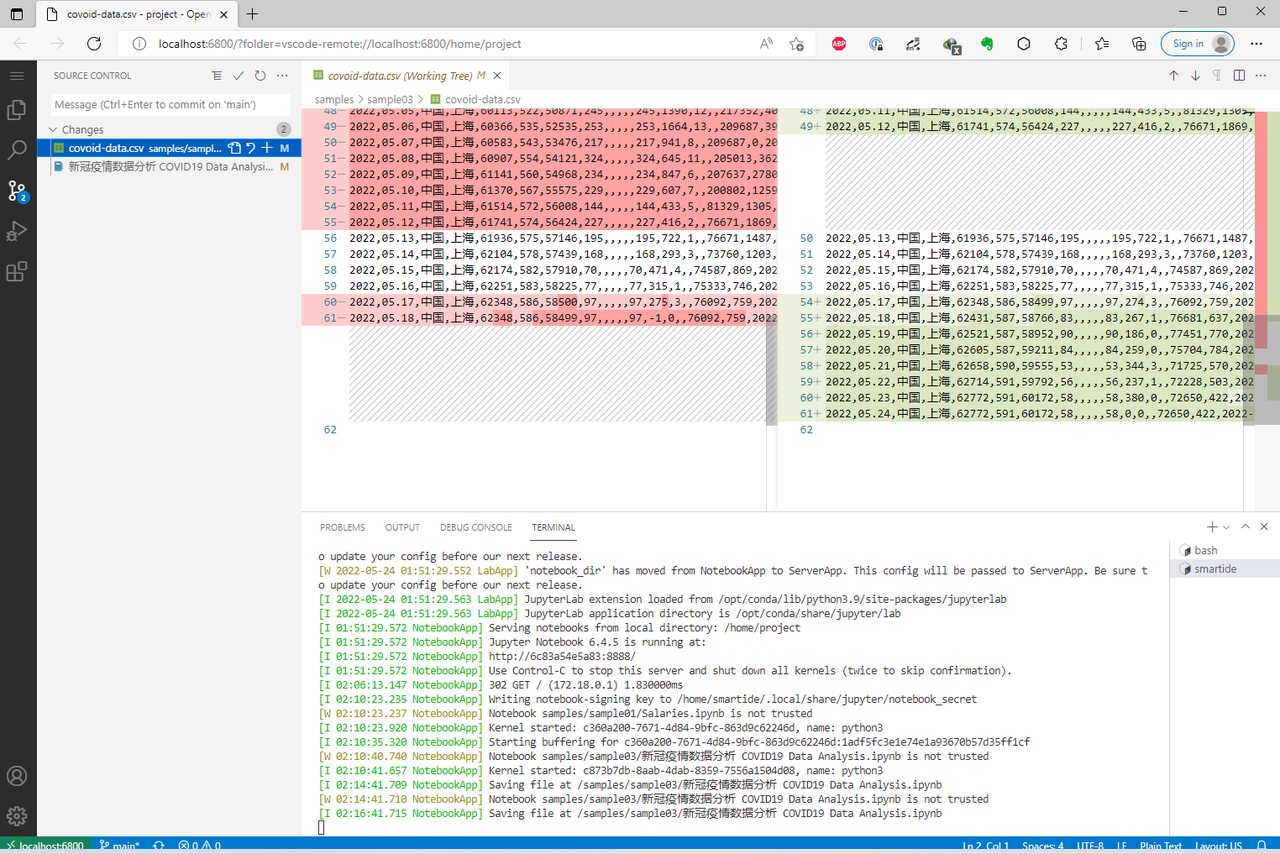 covoid-data.csv - project - Open
localhost:6800/?folder=vscode-remote://localhost:6800/home/project
ABP
Sign in
SOURCE CONTROL
Message (Ctrl+Enter to commit on 'main')
Changes 2
covoid-data.csv samples/sampl... M
新冠疫情数据分析 COVID19 Data Analysi... M
2
covoid-data.csv (Working Tree) M
samples > sample03 > covoid-data.csv
48— 2022,05.05,中国,上海,60113,522,50871,245,,,,,245,1390,12,,217352,40
49— 2022,05.06,中国,上海,60366,535,52535,253,,,,,253,1664,13,,209687,39
50— 2022,05.07,中国,上海,60583,543,53476,217,,,,,217,941,8,,209687,0,20
51— 2022,05.08,中国,上海,60907,554,54121,324,,,,,324,645,11,,205013,362
52— 2022,05.09,中国,上海,61141,560,54968,234,,,,,234,847,6,,207637,2780
53— 2022,05.10,中国,上海,61370,567,55575,229,,,,,229,607,7,,200802,1259
54— 2022,05.11,中国,上海,61514,572,56008,144,,,,,144,433,5,,81329,1305,
55— 2022,05.12,中国,上海,61741,574,56424,227,,,,,227,416,2,,76671,1869,
56 2022,05.13,中国,上海,61936,575,57146,195,,,,,195,722,1,,76671,1487,
57 2022,05.14,中国,上海,62104,578,57439,168,,,,,168,293,3,,73760,1203,
58 2022,05.15,中国,上海,62174,582,57910,70,,,,,70,471,4,,74587,869,202
59 2022,05.16,中国,上海,62251,583,58225,77,,,,,77,315,1,,75333,746,202
60— 2022,05.17,中国,上海,62348,586,58500,97,,,,,97,275,3,,76092,759,202
61— 2022,05.18,中国,上海,62348,586,58499,97,,,,,97,-1,0,,76092,759,2022
62
48+ 2022,05.11,中国,上海,61514,572,56008,144,,,,,144,433,5,,81329,1305,
49+ 2022,05.12,中国,上海,61741,574,56424,227,,,,,227,416,2,,76671,1869,
50 2022,05.13,中国,上海,61936,575,57146,195,,,,,195,722,1,,76671,1487,
51 2022,05.14,中国,上海,62104,578,57439,168,,,,,168,293,3,,73760,1203,
52 2022,05.15,中国,上海,62174,582,57910,70,,,,,70,471,4,,74587,869,202
53 2022,05.16,中国,上海,62251,583,58225,77,,,,,77,315,1,,75333,746,202
54+ 2022,05.17,中国,上海,62348,586,58499,97,,,,,97,274,3,,76092,759,202
55+ 2022,05.18,中国,上海,62431,587,58766,83,,,,,83,267,1,,76681,637,202
56+ 2022,05.19,中国,上海,62521,587,58952,90,,,,,90,186,0,,77451,770,202
57+ 2022,05.20,中国,上海,62605,587,59211,84,,,,,84,259,0,,75704,784,202
58+ 2022,05.21,中国,上海,62658,590,59555,53,,,,,53,344,3,,71725,570,202
59+ 2022,05.22,中国,上海,62714,591,59792,56,,,,,56,237,1,,72228,503,202
60+ 2022,05.23,中国,上海,62772,591,60172,58,,,,,58,380,0,,72650,422,202
61+ 2022,05.24,中国,上海,62772,591,60172,58,,,,,58,0,0,,72650,422,2022-
62
PROBLEMS OUTPUT DEBUG CONSOLE TERMINAL
bash
smartide
o update your config before our next release.
[W 2022-05-24 01:51:29.552 LabApp] 'notebook_dir' has moved from NotebookApp to ServerApp. This config will be passed to ServerApp. Be sure t
o update your config before our next release.
[I 2022-05-24 01:51:29.563 LabApp] JupyterLab extension loaded from /opt/conda/lib/python3.9/site-packages/jupyterlab
[I 2022-05-24 01:51:29.563 LabApp] JupyterLab application directory is /opt/conda/share/jupyter/lab
[I 01:51:29.572 NotebookApp] Serving notebooks from local directory: /home/project
[I 01:51:29.572 NotebookApp] Jupyter Notebook 6.4.5 is running at:
[I 01:51:29.572 NotebookApp] http://6c83a54e5a83:8888/
[I 01:51:29.572 NotebookApp] Use Control-C to stop this server and shut down all kernels (twice to skip confirmation).
[I 02:06:13.147 NotebookApp] 302 GET / (172.18.0.1) 1.830000ms
[I 02:10:23.235 NotebookApp] Writing notebook-signing key to /home/smartide/.local/share/jupyter/notebook_secret
[W 02:10:23.237 NotebookApp] Notebook samples/sample01/Salaries.ipynb is not trusted
[I 02:10:23.920 NotebookApp] Kernel started: c360a200-7671-4d84-9bfc-863d9c62246d, name: python3
[I 02:10:35.320 NotebookApp] Starting buffering for c360a200-7671-4d84-9bfc-863d9c62246d:1adf5fc3e1e74e1a93670b57d35ff1cf
[W 02:10:40.740 NotebookApp] Notebook samples/sample03/新冠疫情数据分析 COVID19 Data Analysis.ipynb is not trusted
[I 02:10:41.657 NotebookApp] Kernel started: c873b7db-8aab-4dab-8359-7556a1504d08, name: python3
[I 02:14:41.709 NotebookApp] Saving file at /samples/sample03/新冠疫情数据分析 COVID19 Data Analysis.ipynb
[W 02:14:41.710 NotebookApp] Notebook samples/sample03/新冠疫情数据分析 COVID19 Data Analysis.ipynb is not trusted
[I 02:16:41.715 NotebookApp] Saving file at /samples/sample03/新冠疫情数据分析 COVID19 Data Analysis.ipynb
localhost:6800 main* 0 0 Ln 2, Col 1 Spaces: 4 UTF-8 LF Plain Text Layout: US